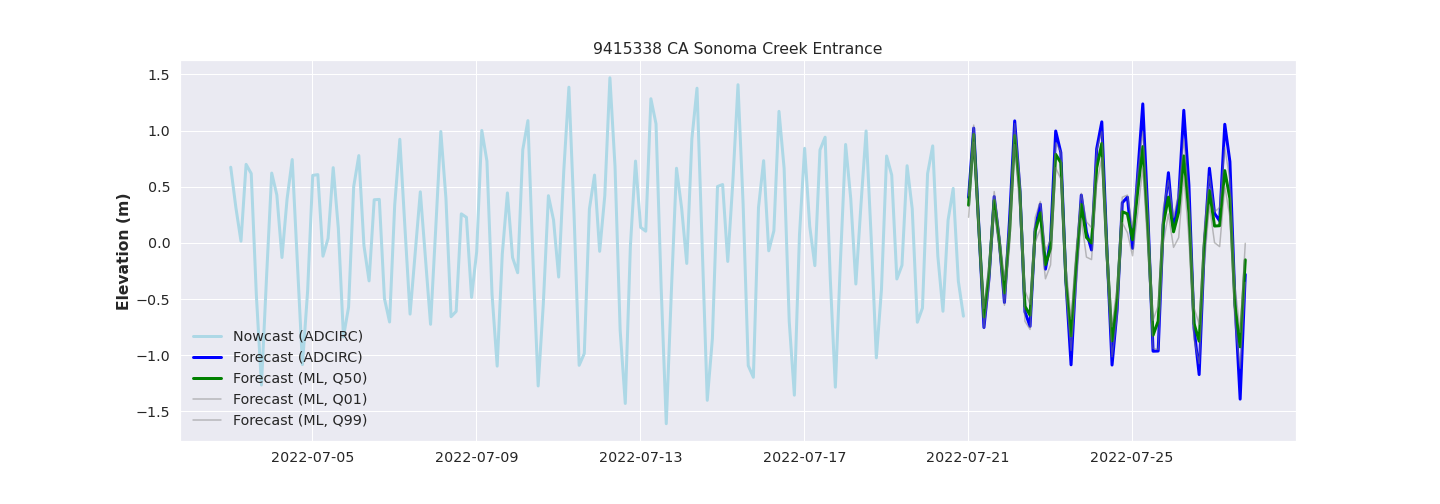 9415338 CA Sonoma Creek Entrance
1.5
1.0
0.5
0.0
−0.5
−1.0
−1.5
Elevation (m)
Nowcast (ADCIRC)
Forecast (ADCIRC)
Forecast (ML, Q50)
Forecast (ML, Q01)
Forecast (ML, Q99)
2022-07-05 2022-07-09 2022-07-13 2022-07-17 2022-07-21 2022-07-25